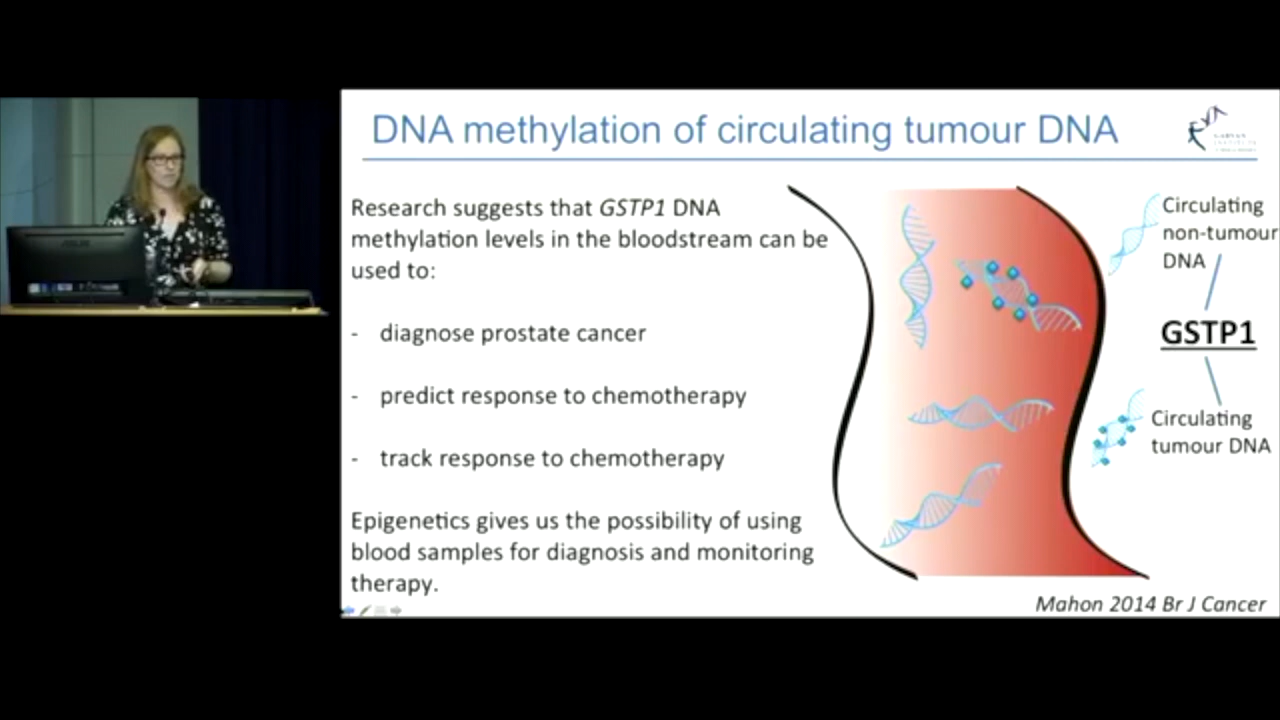 DNA methylation of circulating tumour DNA
GARVAN
INSTITUTE
Research suggests that GSTP1 DNA
methylation levels in the bloodstream can be
used to:
- diagnose prostate cancer
- predict response to chemotherapy
- track response to chemotherapy
Epigenetics gives us the possibility of using
blood samples for diagnosis and monitoring
therapy.
Circulating
non-tumour
DNA
GSTP1
Circulating
tumour DNA
Mahon 2014 Br J Cancer
ASUS